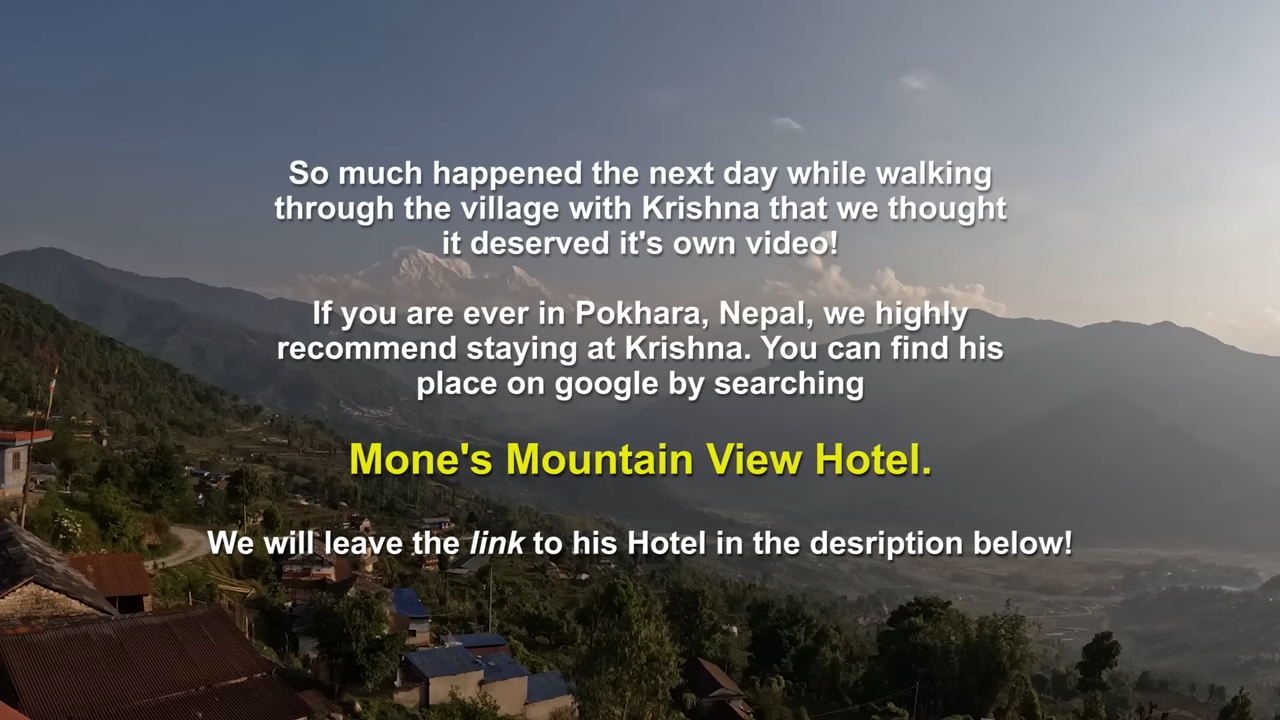 So much happened the next day while walking
through the village with Krishna that we thought
it deserved it's own video!
If you are ever in Pokhara, Nepal, we highly
recommend staying at Krishna. You can find his
place on google by searching
Mone's Mountain View Hotel.
We will leave the link to his Hotel in the desription below!